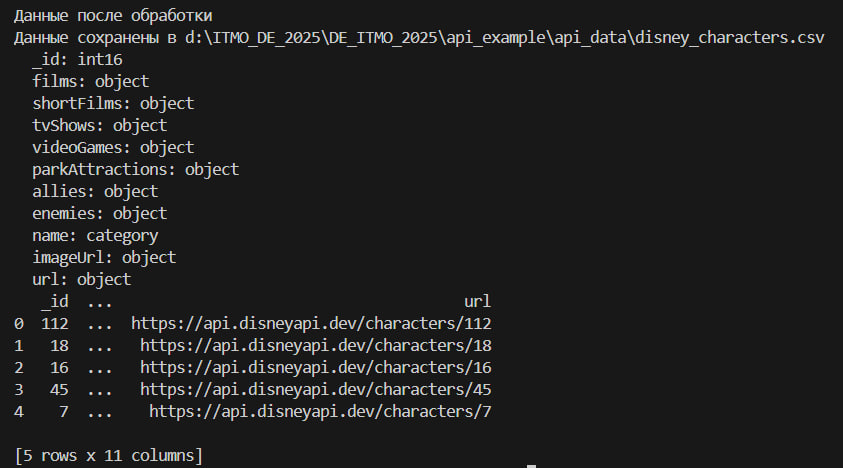 Данные после обработки
Данные сохранены в d:\ITMO_DE_2025\DE_ITMO_2025\api_example\api_data\disney_characters.csv
  _id: int16
  films: object
  shortFilms: object
  tvShows: object
  videoGames: object
  parkAttractions: object
  allies: object
  enemies: object
  name: category
  imageUrl: object
  url: object
   _id  ...                                      url
0  112  ...  https://api.disneyapi.dev/characters/112
1   18  ...   https://api.disneyapi.dev/characters/18
2   16  ...   https://api.disneyapi.dev/characters/16
3   45  ...   https://api.disneyapi.dev/characters/45
4    7  ...    https://api.disneyapi.dev/characters/7
[5 rows x 11 columns]